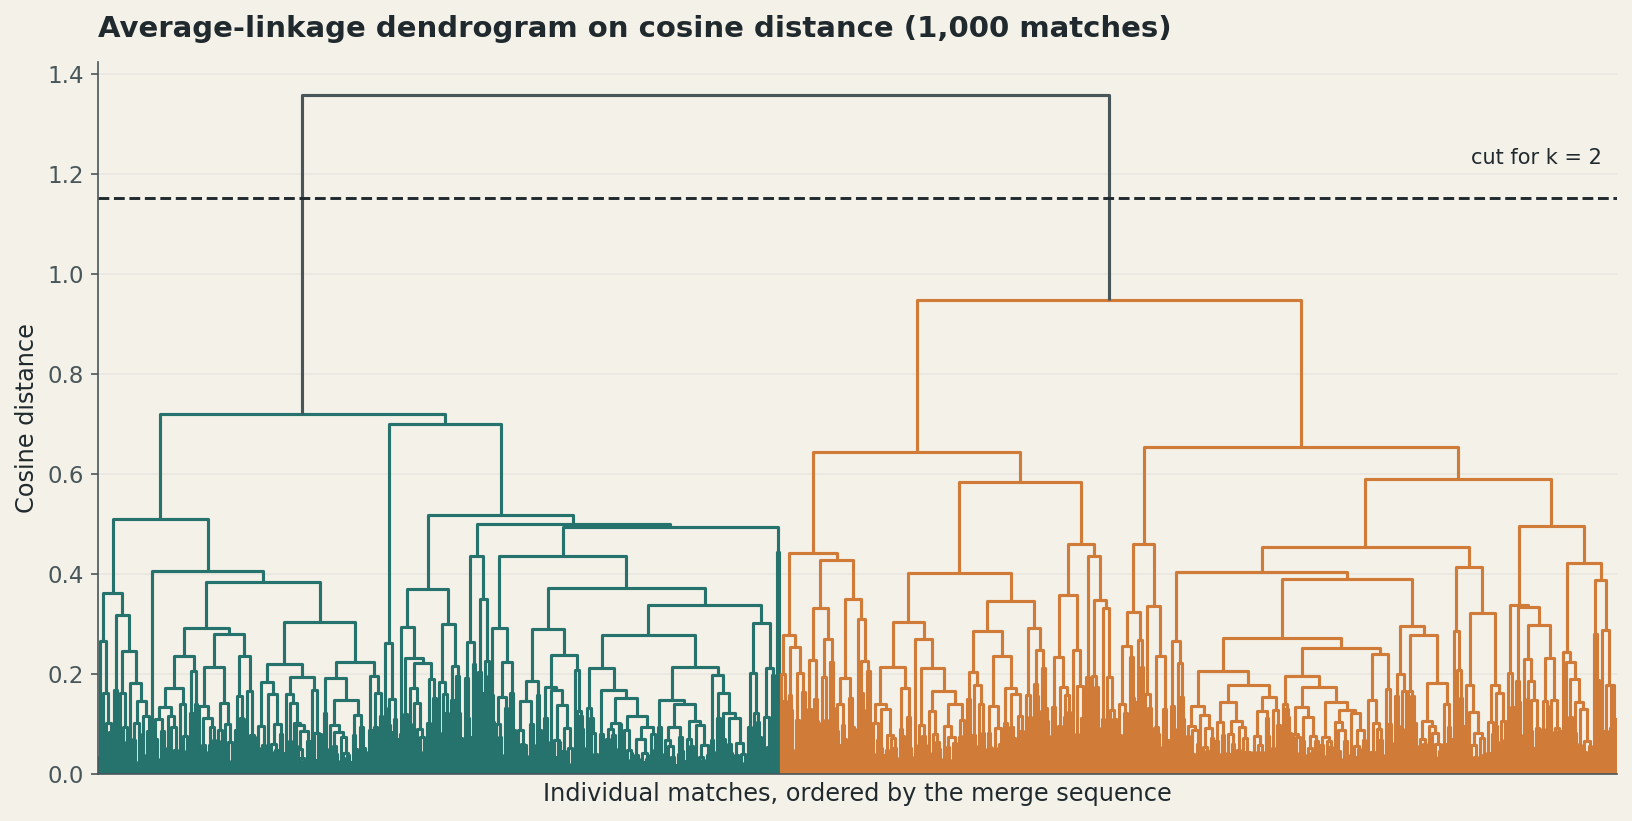 Average-linkage dendrogram on cosine distance (1,000 matches)
1.4
1.2
1.0
0.8
0.6
0.4
0.2
0.0
Cosine distance
cut for k = 2
Individual matches, ordered by the merge sequence